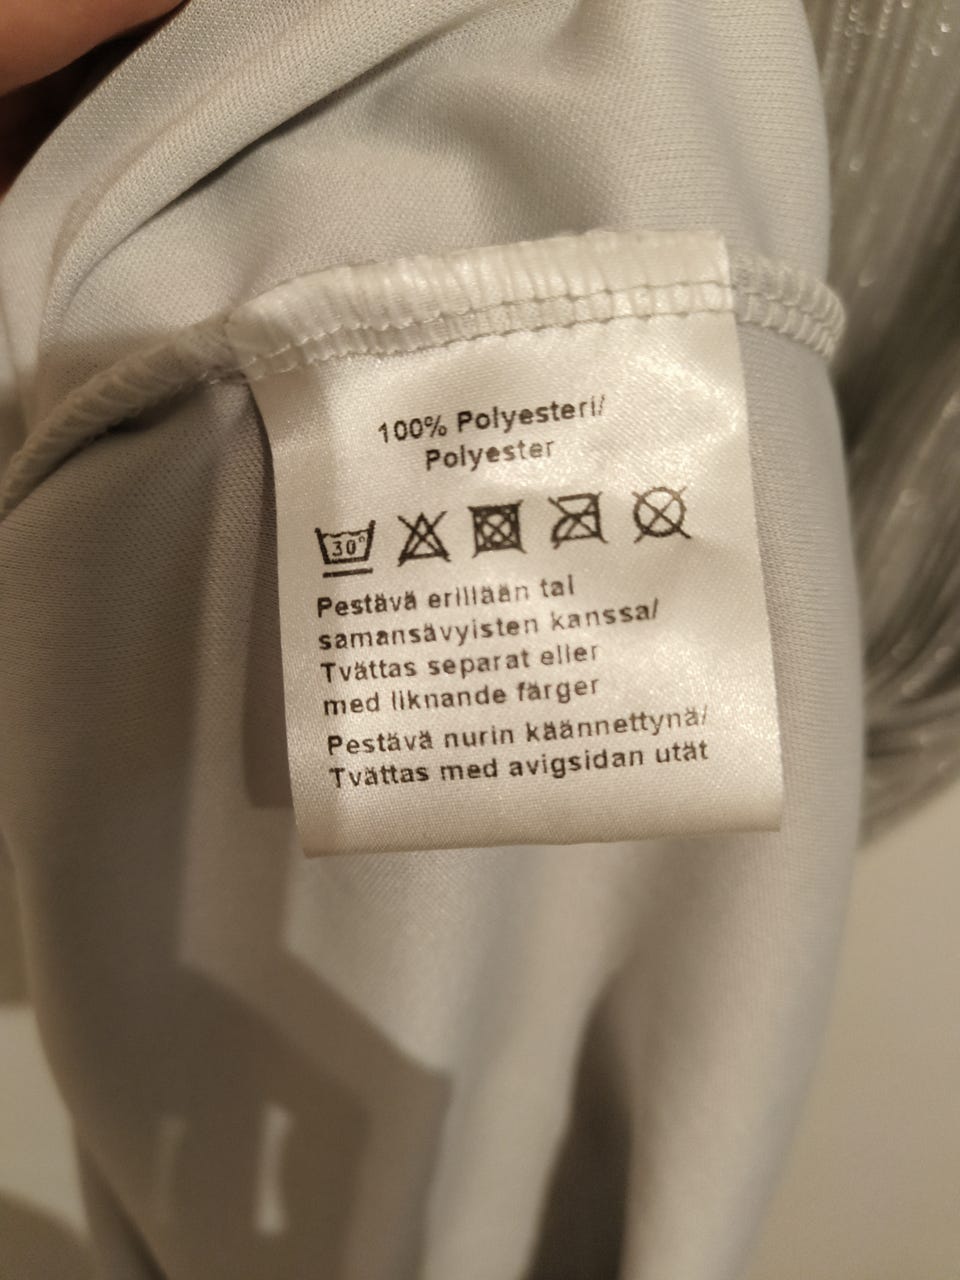 100% Polyesteri/
Polyester
30°
Pestävä erillään tai
samansävyisten kanssa/
Tvättas separat eller
med liknande färger
Pestävä nurin käännettynä/
Tvättas med avigsidan utåt